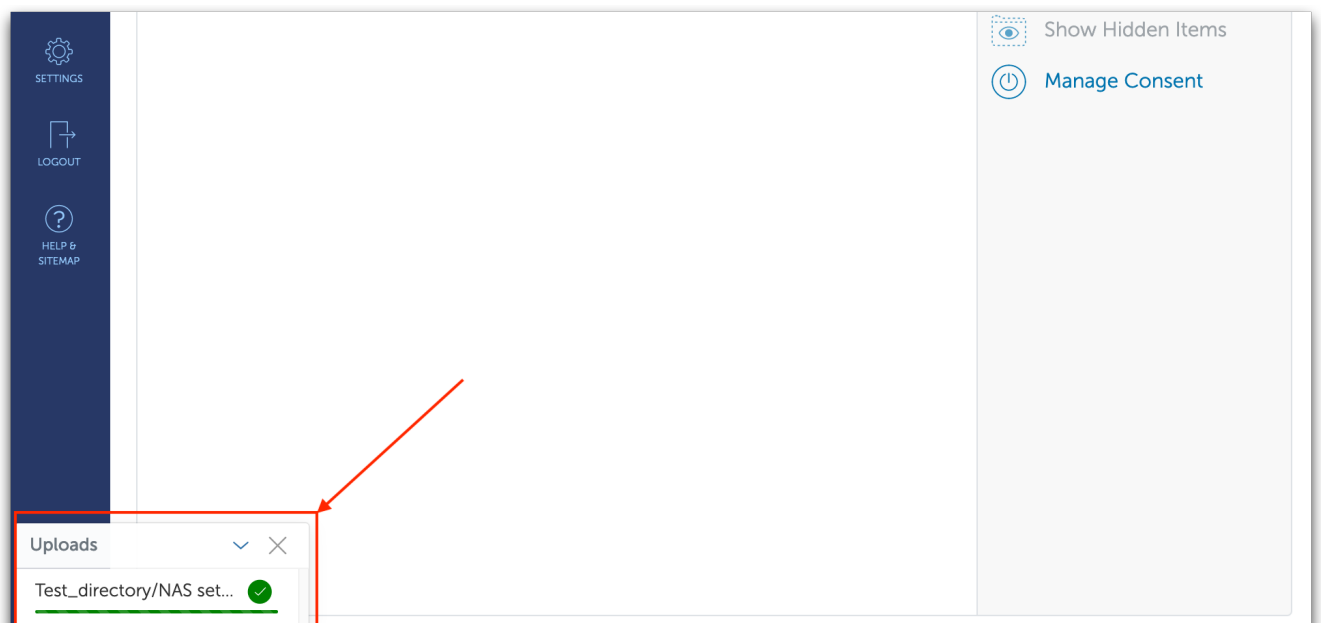 SETTINGS
LOGOUT
HELP &
SITEMAP
Show Hidden Items
Manage Consent
Uploads
Test_directory/NAS set...